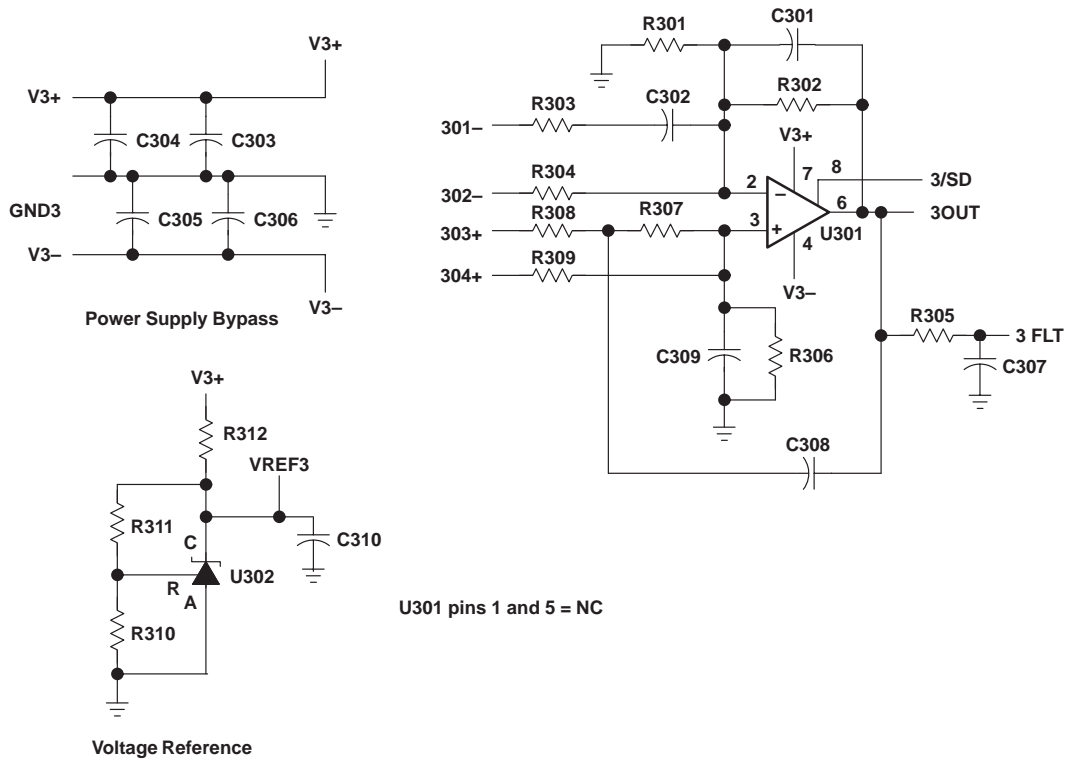 V3+
V3+
C304
C303
GND3
C305
C306
V3–
V3–
Power Supply Bypass
R301
C301
R302
R303
C302
301–
V3+
R304
302–
2
–
7
8
3/SD
R308
R307
303+
3
+
6
3OUT
U301
4
R309
304+
V3–
R305
3 FLT
C307
C309
R306
C308
V3+
R312
VREF3
R311
C
C310
U302
R
A
R310
Voltage Reference
U301 pins 1 and 5 = NC